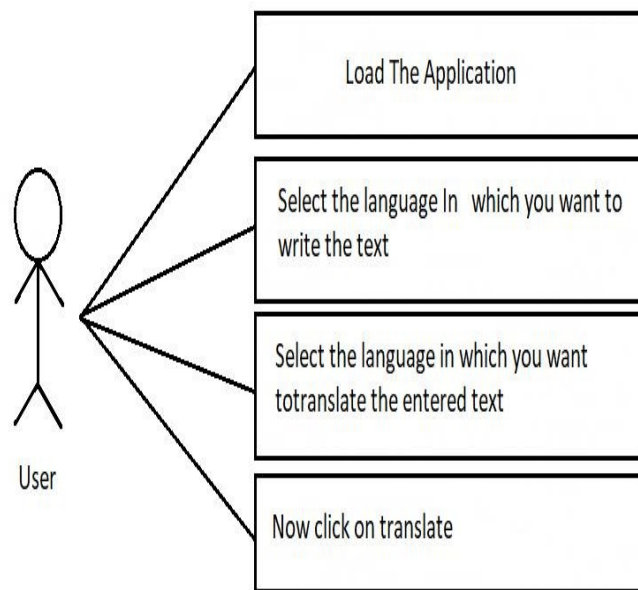 Load The Application
Select the language In which you want to
write the text
Select the language in which you want
totranslate the entered text
User
Now click on translate